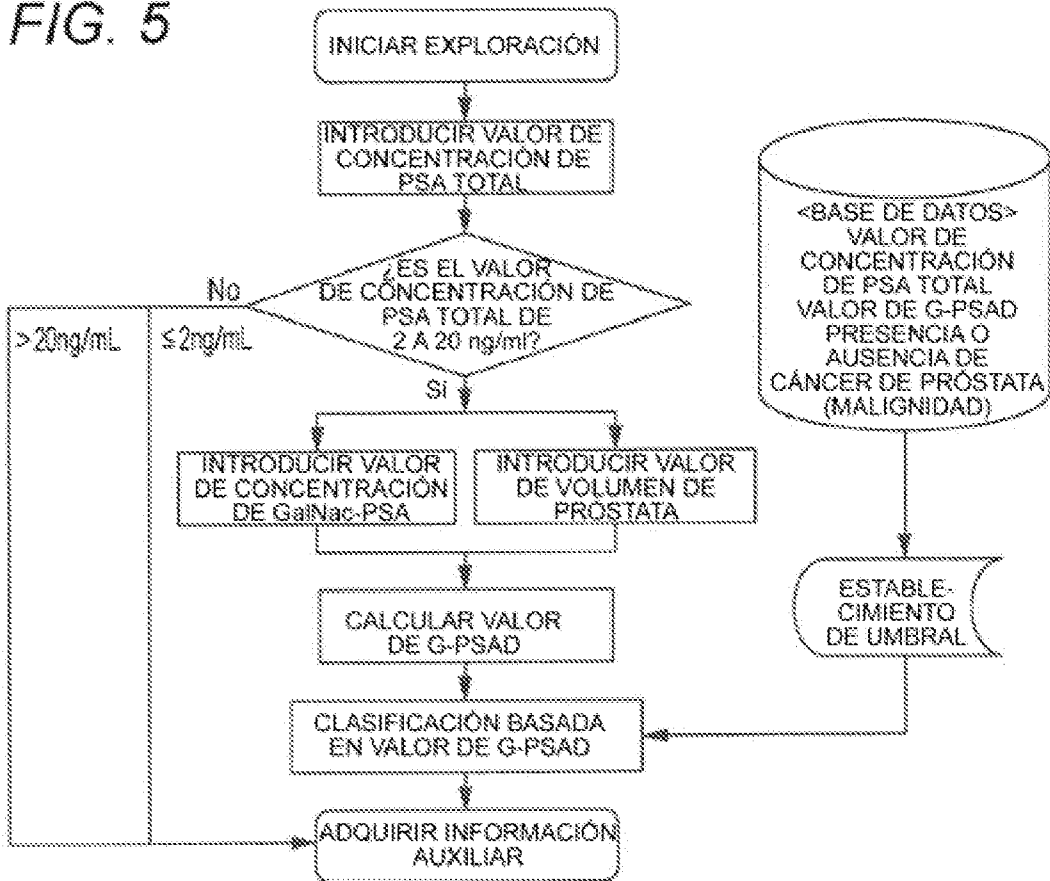 FIG. 5
INICIAR EXPLORACIÓN
INTRODUCIR VALOR DE
CONCENTRACIÓN DE
PSA TOTAL
¿ES EL VALOR
DE CONCENTRACIÓN DE
PSA TOTAL DE
2 A 20 ng/ml?
No
>20ng/mL
≤2ng/mL
Sí
INTRODUCIR VALOR
DE CONCENTRACIÓN
DE GalNac-PSA
INTRODUCIR VALOR
DE VOLUMEN DE
PRÓSTATA
CALCULAR VALOR
DE G-PSAD
CLASIFICACIÓN BASADA
EN VALOR DE G-PSAD
ADQUIRIR INFORMACIÓN
AUXILIAR
<BASE DE DATOS>
VALOR DE
CONCENTRACIÓN
DE PSA TOTAL
VALOR DE G-PSAD
PRESENCIA O
AUSENCIA DE
CÁNCER DE PRÓSTATA
(MALIGNIDAD)
ESTABLE-
CIMIENTO
DE UMBRAL